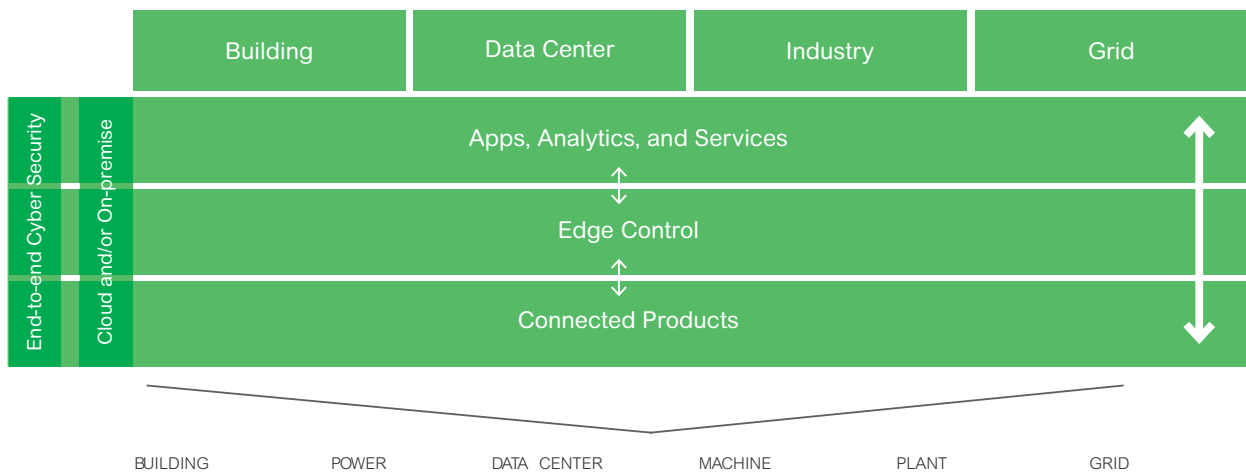 Building
Data Center
Industry
Grid
End-to-end Cyber Security
Cloud and/or On-premise
Apps, Analytics, and Services
Edge Control
Connected Products
BUILDING
POWER
DATA CENTER
MACHINE
PLANT
GRID